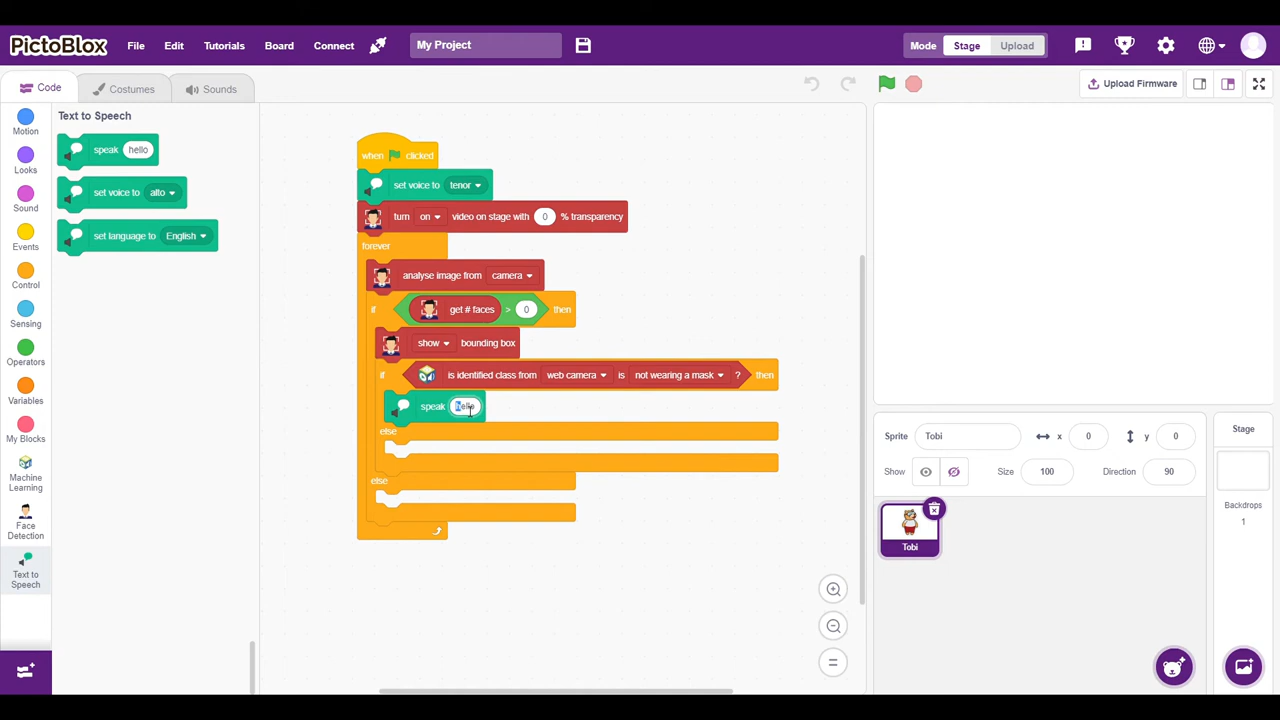 PictoBlox File Edit Tutorials Board Connect My Project Mode Stage Upload
Code Costumes Sounds Upload Firmware
Motion
Looks
Sound
Events
Control
Sensing
Operators
Variables
My Blocks
Machine
Learning
Face
Detection
Text to
Speech
Text to Speech
speak hello
set voice to alto
set language to English
when clicked
set voice to tenor
turn on video on stage with 0 % transparency
forever
analyse image from camera
if get # faces > 0 then
show bounding box
if is identified class from web camera is not wearing a mask ? then
speak hello
else
else
Sprite Tobi x 0 y 0
Show Size 100 Direction 90
Tobi
Stage
Backdrops
1